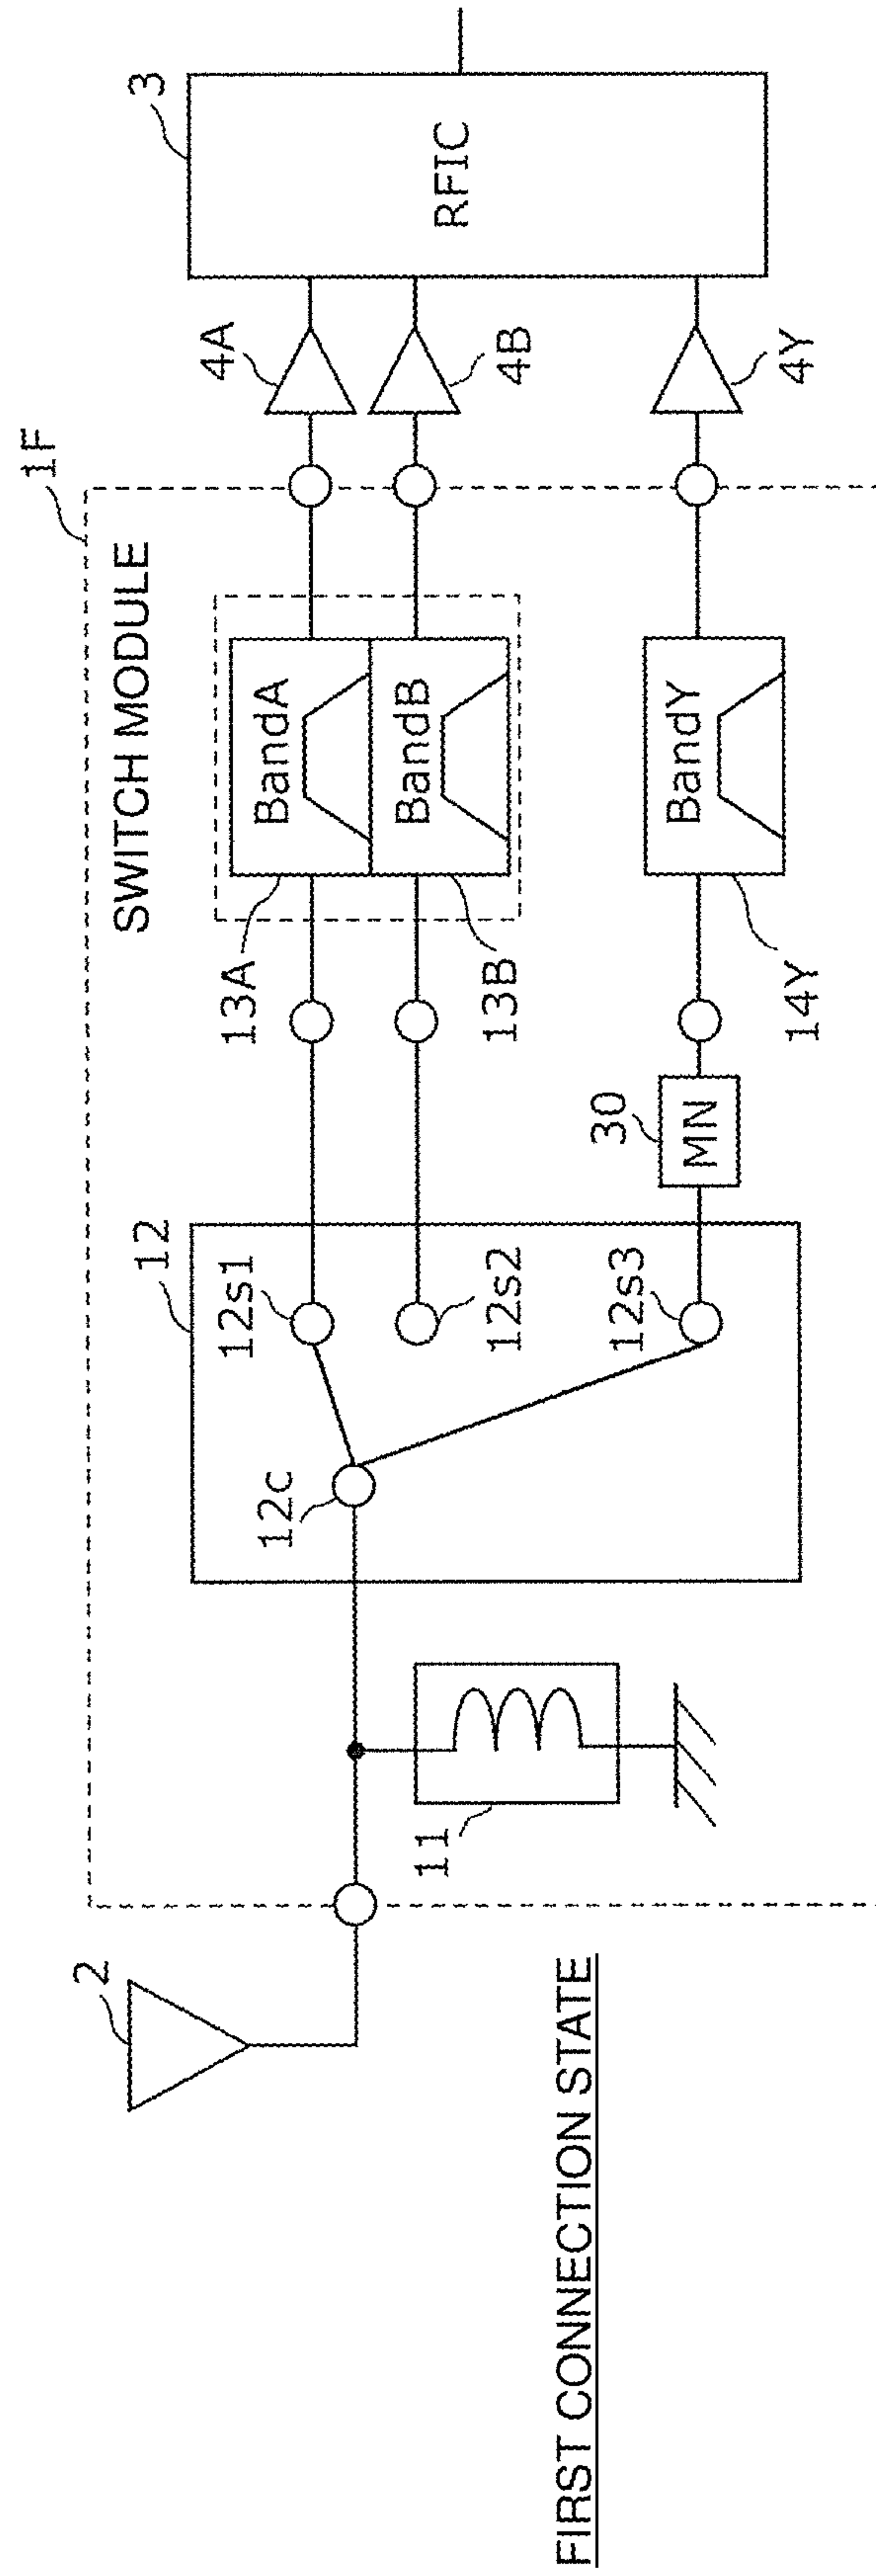 1F
SWITCH MODULE
2
11
12
12c
12s1
12s2
12s3
30
MN
13A
BandA
13B
BandB
14Y
BandY
4A
4B
4Y
3
RFIC
FIRST CONNECTION STATE